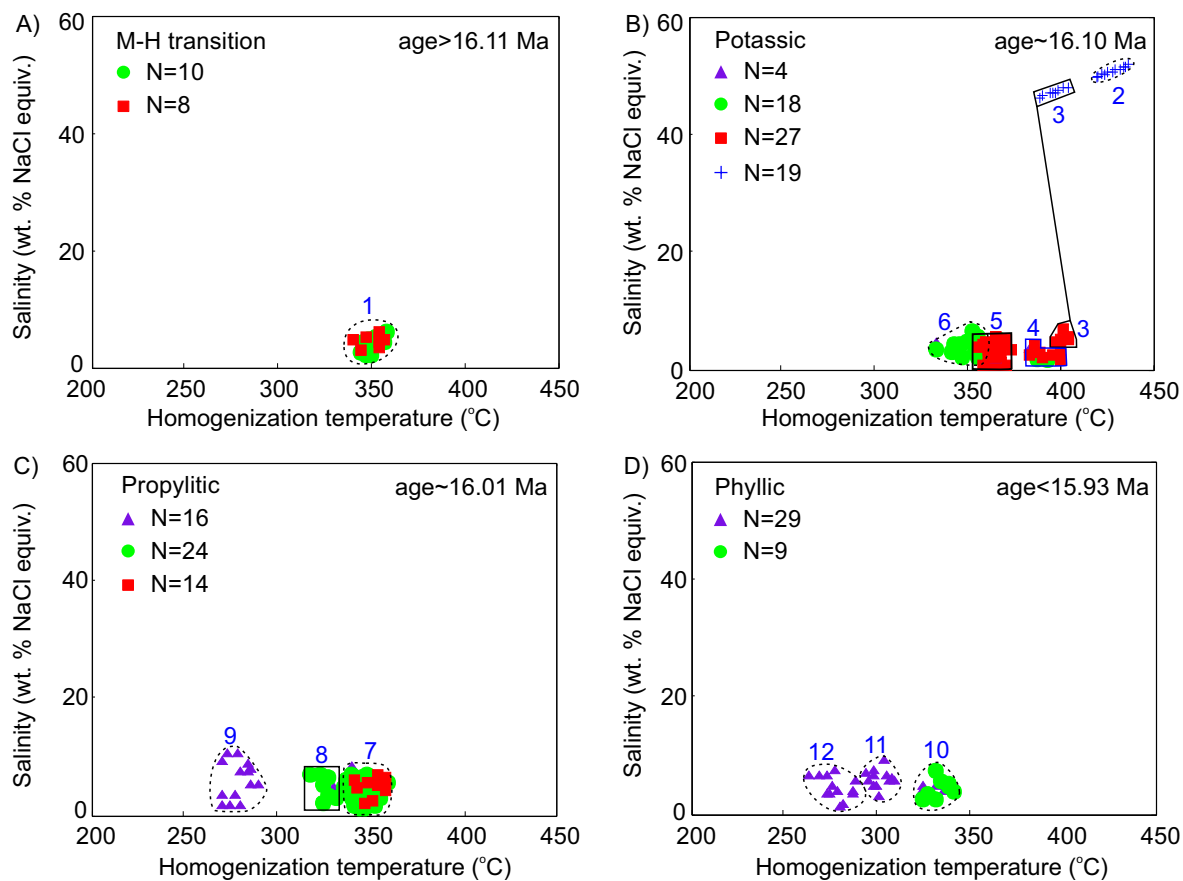 A)
M-H transition
age>16.11 Ma
N=10
N=8
1
60
40
20
0
200
250
300
350
400
450
Salinity (wt. % NaCl equiv.)
Homogenization temperature (°C)
B)
Potassic
age~16.10 Ma
N=4
N=18
N=27
N=19
2
3
6
5
4
3
60
40
20
0
200
250
300
350
400
450
Salinity (wt. % NaCl equiv.)
Homogenization temperature (°C)
C)
Propylitic
age~16.01 Ma
N=16
N=24
N=14
9
8
7
60
40
20
0
200
250
300
350
400
450
Salinity (wt. % NaCl equiv.)
Homogenization temperature (°C)
D)
Phyllic
age<15.93 Ma
N=29
N=9
12
11
10
60
40
20
0
200
250
300
350
400
450
Salinity (wt. % NaCl equiv.)
Homogenization temperature (°C)